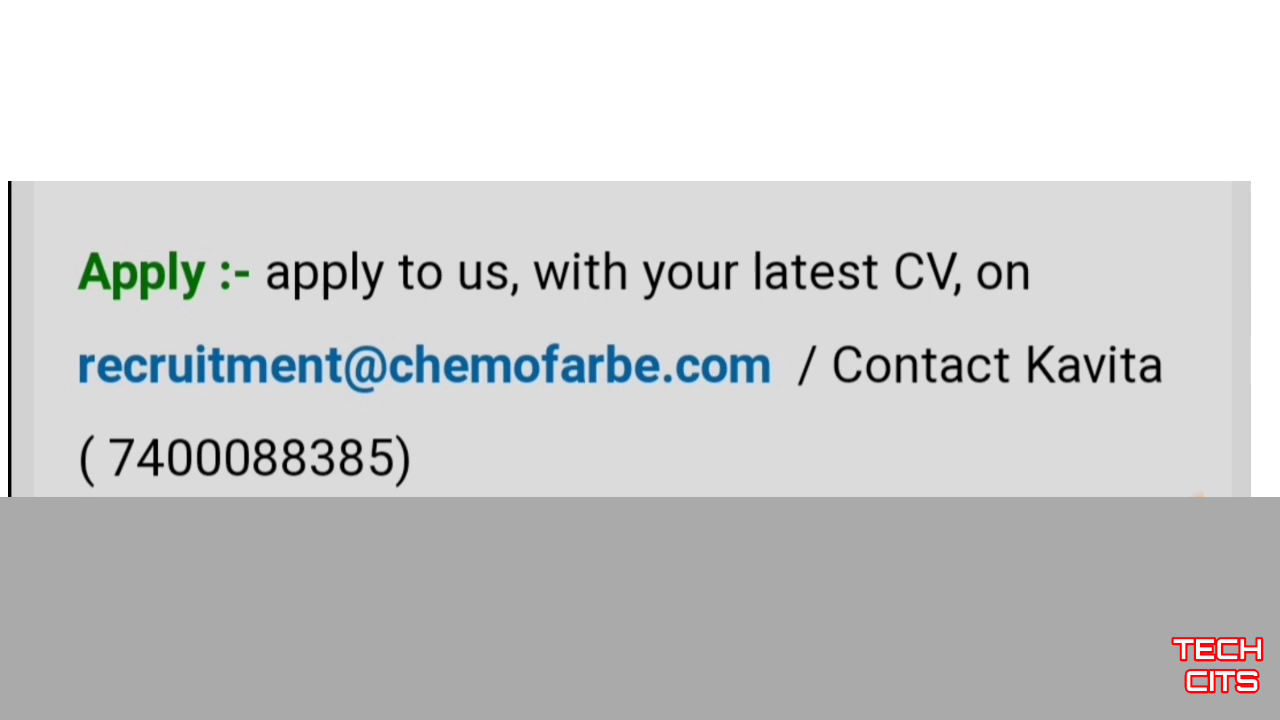 Apply :- apply to us, with your latest CV, on
recruitment@chemofarbe.com / Contact Kavita
( 7400088385)
TECH
CITS